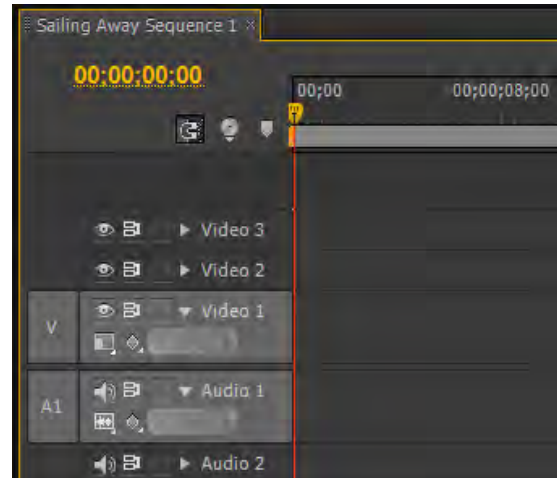 Sailing Away Sequence 1
00:00:00:00
00;00 00;00;08;00
Video 3
Video 2
V Video 1
A1 Audio 1
Audio 2